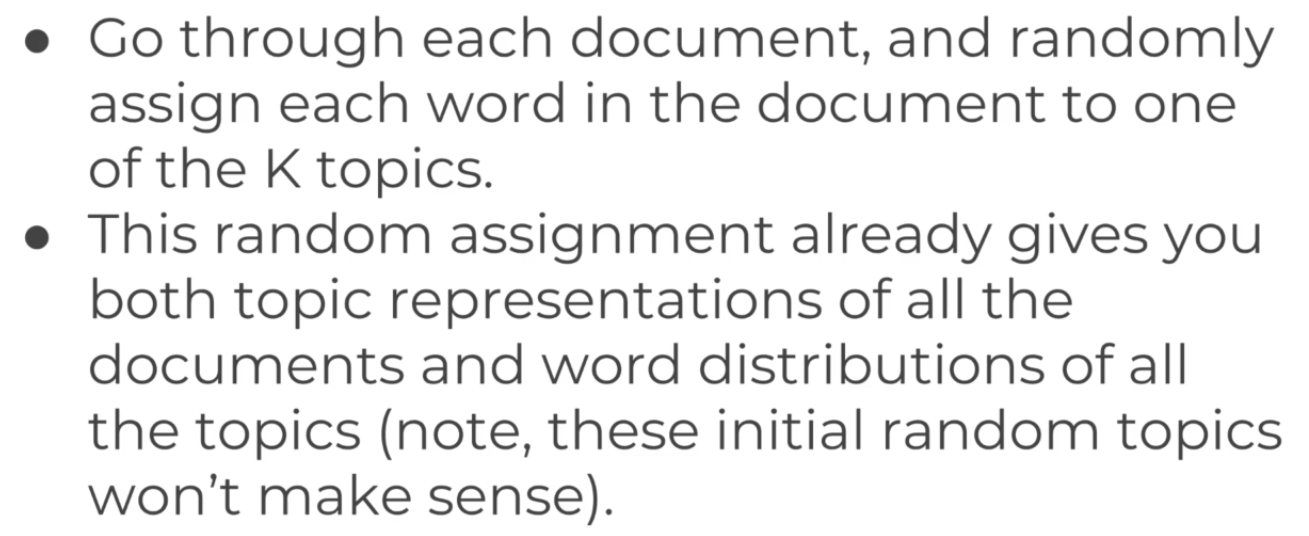 ● Go through each document, and randomly
assign each word in the document to one
of the K topics.
● This random assignment already gives you
both topic representations of all the
documents and word distributions of all
the topics (note, these initial random topics
won’t make sense).